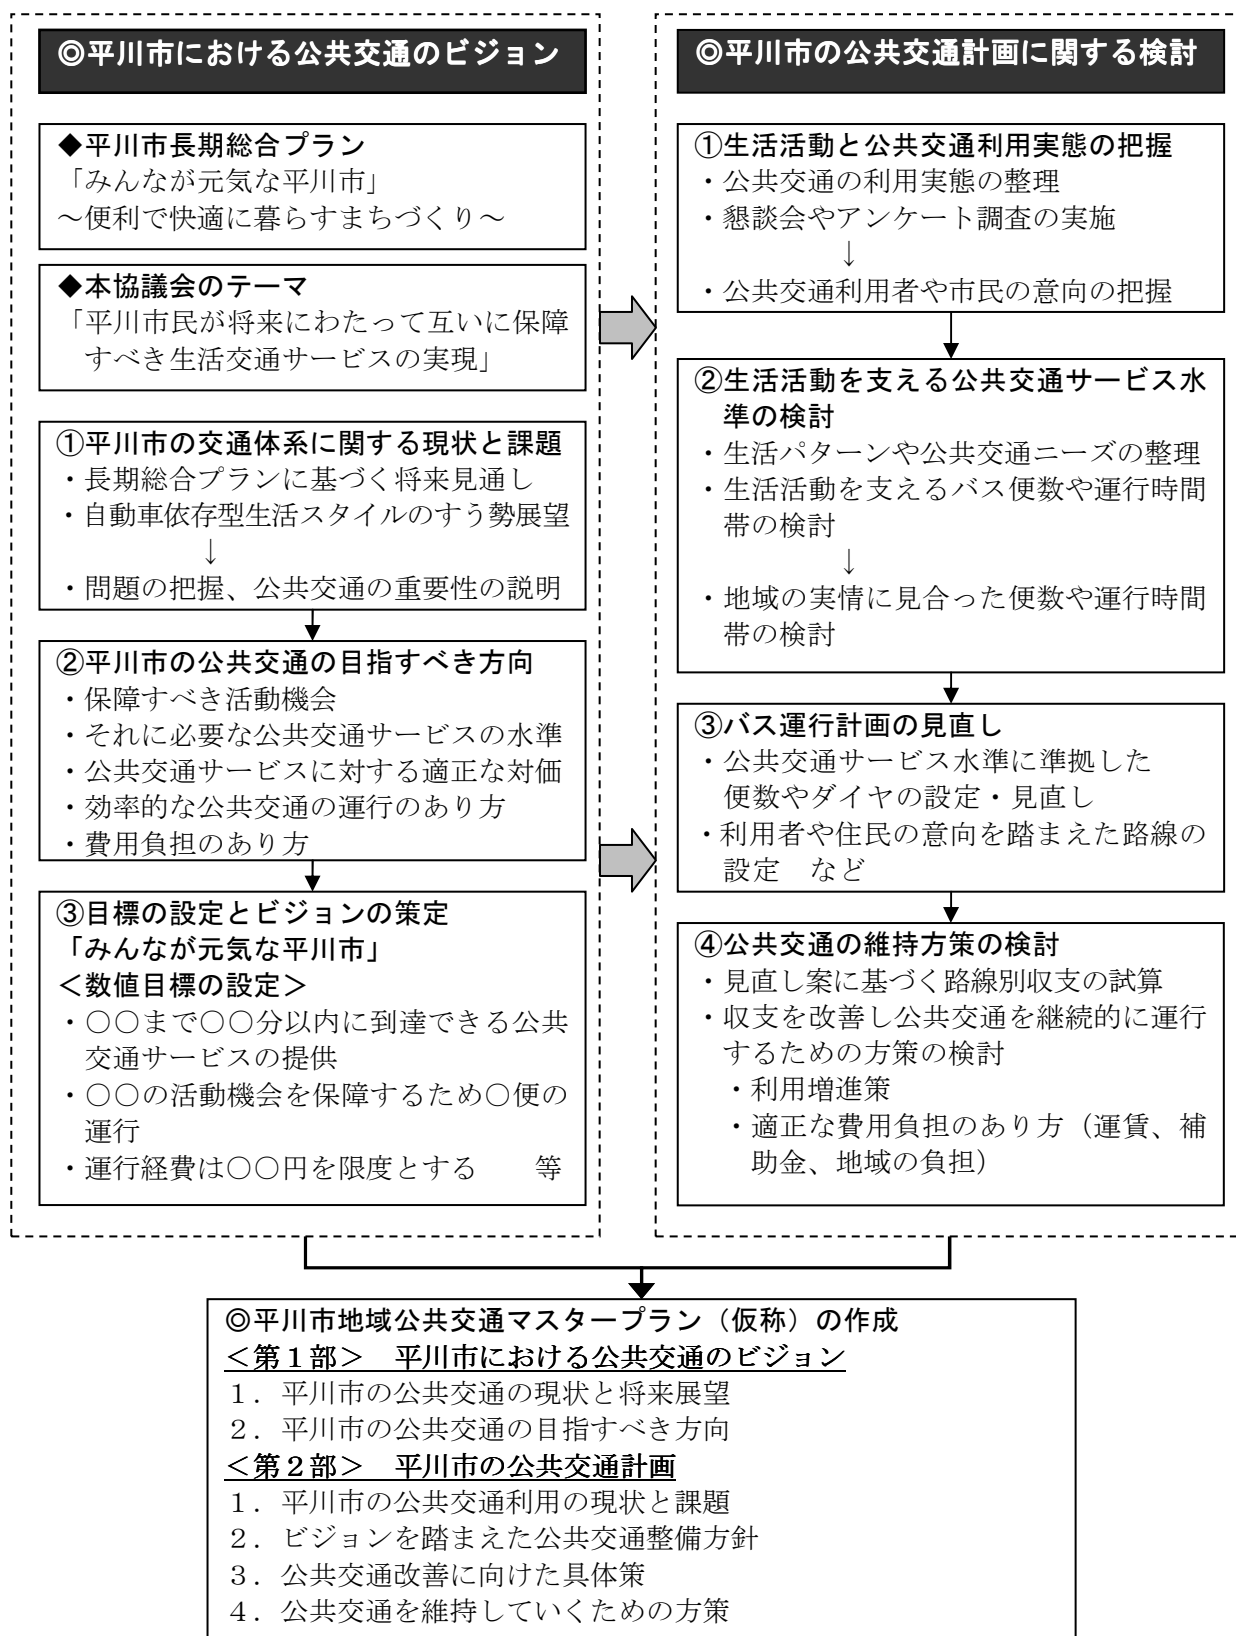 ◎平川市における公共交通のビジョン
◆平川市長期総合プラン
「みんなが元気な平川市」
～便利で快適に暮らすまちづくり～
◆本協議会のテーマ
「平川市民が将来にわたって互いに保障
すべき生活交通サービスの実現」
①平川市の交通体系に関する現状と課題
・長期総合プランに基づく将来見通し
・自動車依存型生活スタイルのすう勢展望
↓
・問題の把握、公共交通の重要性の説明
②平川市の公共交通の目指すべき方向
・保障すべき活動機会
・それに必要な公共交通サービスの水準
・公共交通サービスに対する適正な対価
・効率的な公共交通の運行のあり方
・費用負担のあり方
③目標の設定とビジョンの策定
「みんなが元気な平川市」
＜数値目標の設定＞
・○○まで○○分以内に到達できる公共
交通サービスの提供
・○○の活動機会を保障するため○便の
運行
・運行経費は○○円を限度とする　　等
◎平川市の公共交通計画に関する検討
①生活活動と公共交通利用実態の把握
・公共交通の利用実態の整理
・懇談会やアンケート調査の実施
↓
・公共交通利用者や市民の意向の把握
②生活活動を支える公共交通サービス水
準の検討
・生活パターンや公共交通ニーズの整理
・生活活動を支えるバス便数や運行時間
帯の検討
↓
・地域の実情に見合った便数や運行時間
帯の検討
③バス運行計画の見直し
・公共交通サービス水準に準拠した
便数やダイヤの設定・見直し
・利用者や住民の意向を踏まえた路線の
設定　など
④公共交通の維持方策の検討
・見直し案に基づく路線別収支の試算
・収支を改善し公共交通を継続的に運行
するための方策の検討
・利用増進策
・適正な費用負担のあり方（運賃、補
助金、地域の負担）
◎平川市地域公共交通マスタープラン（仮称）の作成
＜第１部＞　平川市における公共交通のビジョン
１．平川市の公共交通の現状と将来展望
２．平川市の公共交通の目指すべき方向
＜第２部＞　平川市の公共交通計画
１．平川市の公共交通利用の現状と課題
２．ビジョンを踏まえた公共交通整備方針
３．公共交通改善に向けた具体策
４．公共交通を維持していくための方策